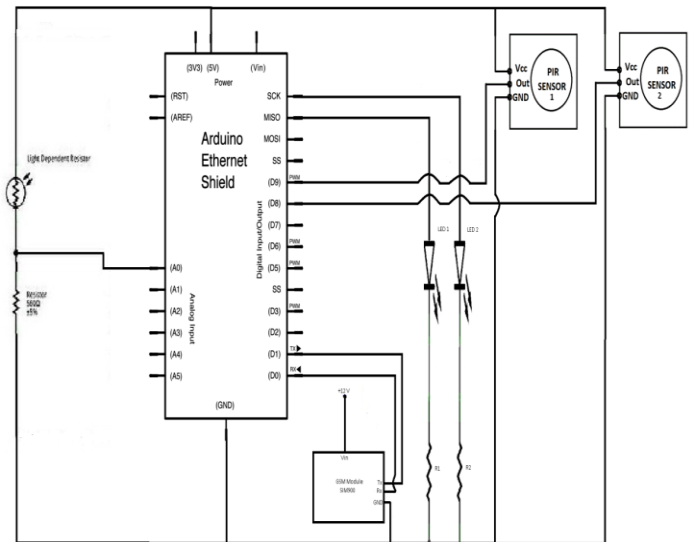 (3V3) (5V) (Vin)
Power
(RST)
(AREF)
Arduino
Ethernet
Shield
SCK
MISO
MOSI
SS
(D9) PWM
(D8)
(D7)
(D6) PWM
(D5) PWM
SS
(D3) PWM
(D2)
(D1) TX
(D0) RX
Digital Input/Output
(A0)
(A1)
(A2)
(A3)
(A4)
(A5)
Analog Input
(GND)
Light Dependent Resistor
Resistor
560Ω
±5%
Vcc
Out
GND
PIR
SENSOR
1
Vcc
Out
GND
PIR
SENSOR
2
LED 1
LED 2
R1
R2
+12 V
Vin
GSM Module
Tx
Rx
GND